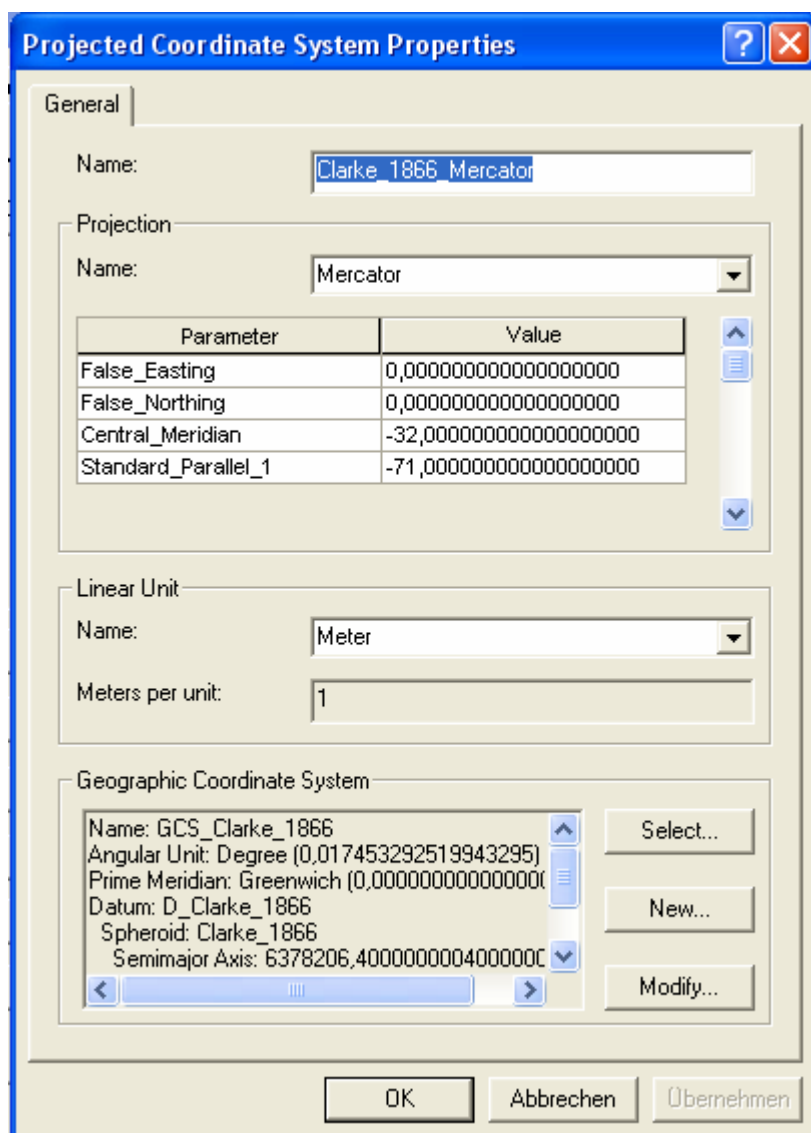 Projected Coordinate System Properties
General
Name:
Clarke_1866_Mercator
Projection
Name:
Mercator
Parameter Value
False_Easting 0,000000000000000000
False_Northing 0,000000000000000000
Central_Meridian -32,000000000000000000
Standard_Parallel_1 -71,000000000000000000
Linear Unit
Name:
Meter
Meters per unit:
1
Geographic Coordinate System
Name: GCS_Clarke_1866
Angular Unit: Degree (0,017453292519943295)
Prime Meridian: Greenwich (0,00000000000000(
Datum: D_Clarke_1866
Spheroid: Clarke_1866
Semimajor Axis: 6378206,4000000004000000
Select...
New...
Modify...
OK
Abbrechen
Übernehmen